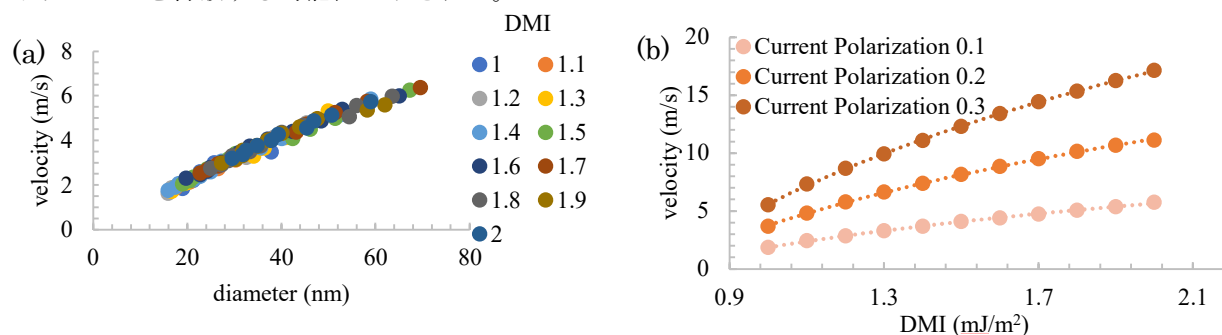 (a)
DMI
8
6
4
2
0
velocity (m/s)
0 20 40 60 80
diameter (nm)
1 1.1
1.2 1.3
1.4 1.5
1.6 1.7
1.8 1.9
2
(b)
20
15
10
5
0
velocity (m/s)
Current Polarization 0.1
Current Polarization 0.2
Current Polarization 0.3
0.9 1.3 1.7 2.1
DMI (mJ/m²)